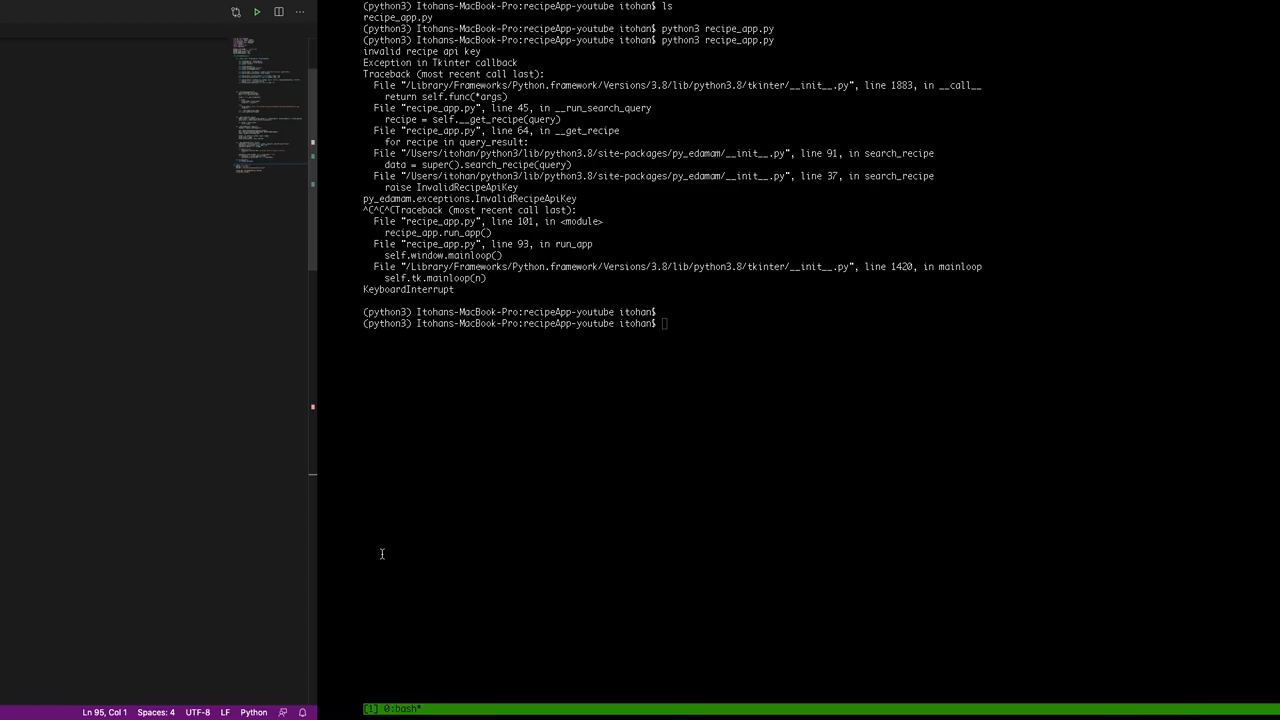 (python3) Itohans-MacBook-Pro:recipeApp-youtube itohan$ ls
recipe_app.py
(python3) Itohans-MacBook-Pro:recipeApp-youtube itohan$ python3 recipe_app.py
(python3) Itohans-MacBook-Pro:recipeApp-youtube itohan$ python3 recipe_app.py
invalid recipe api key
Exception in Tkinter callback
Traceback (most recent call last):
  File "/Library/Frameworks/Python.framework/Versions/3.8/lib/python3.8/tkinter/__init__.py", line 1883, in __call__
    return self.func(*args)
  File "recipe_app.py", line 45, in __run_search_query
    recipe = self.__get_recipe(query)
  File "recipe_app.py", line 64, in __get_recipe
    for recipe in query_result:
  File "/Users/itohan/python3/lib/python3.8/site-packages/py_edamam/__init__.py", line 91, in search_recipe
    data = super().search_recipe(query)
  File "/Users/itohan/python3/lib/python3.8/site-packages/py_edamam/__init__.py", line 37, in search_recipe
    raise InvalidRecipeApiKey
py_edamam.exceptions.InvalidRecipeApiKey
^C^C^CTraceback (most recent call last):
  File "recipe_app.py", line 101, in <module>
    recipe_app.run_app()
  File "recipe_app.py", line 93, in run_app
    self.window.mainloop()
  File "/Library/Frameworks/Python.framework/Versions/3.8/lib/python3.8/tkinter/__init__.py", line 1420, in mainloop
    self.tk.mainloop(n)
KeyboardInterrupt
(python3) Itohans-MacBook-Pro:recipeApp-youtube itohan$
(python3) Itohans-MacBook-Pro:recipeApp-youtube itohan$
[1] 0:bash*
Ln 95, Col 1 Spaces: 4 UTF-8 LF Python